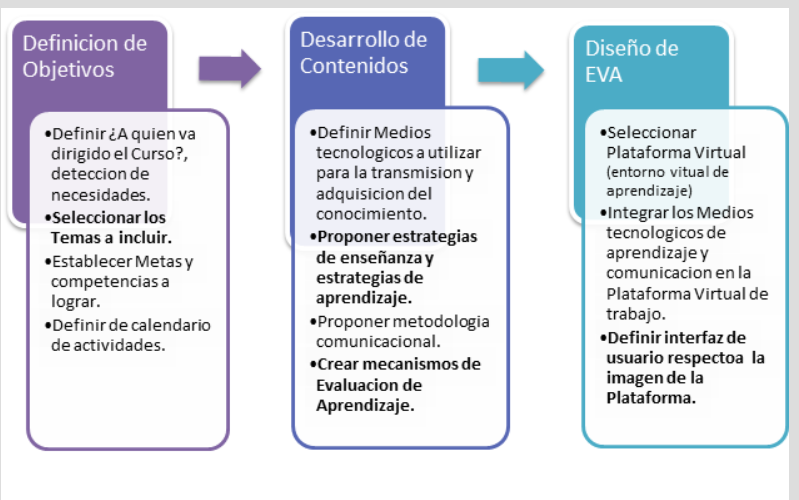 Definicion de
Objetivos
•Definir ¿A quien va
dirigido el Curso?,
deteccion de
necesidades.
•Seleccionar los
Temas a incluir.
•Establecer Metas y
competencias a
lograr.
•Definir de calendario
de actividades.
Desarrollo de
Contenidos
•Definir Medios
tecnologicos a utilizar
para la transmision y
adquisicion del
conocimiento.
•Proponer estrategias
de enseñanza y
estrategias de
aprendizaje.
•Proponer metodologia
comunicacional.
•Crear mecanismos de
Evaluacion de
Aprendizaje.
Diseño de
EVA
•Seleccionar
Plataforma Virtual
(entorno vitual de
aprendizaje)
•Integrar los Medios
tecnologicos de
aprendizaje y
comunicacion en la
Plataforma Virtual de
trabajo.
•Definir interfaz de
usuario respectoa la
imagen de la
Plataforma.